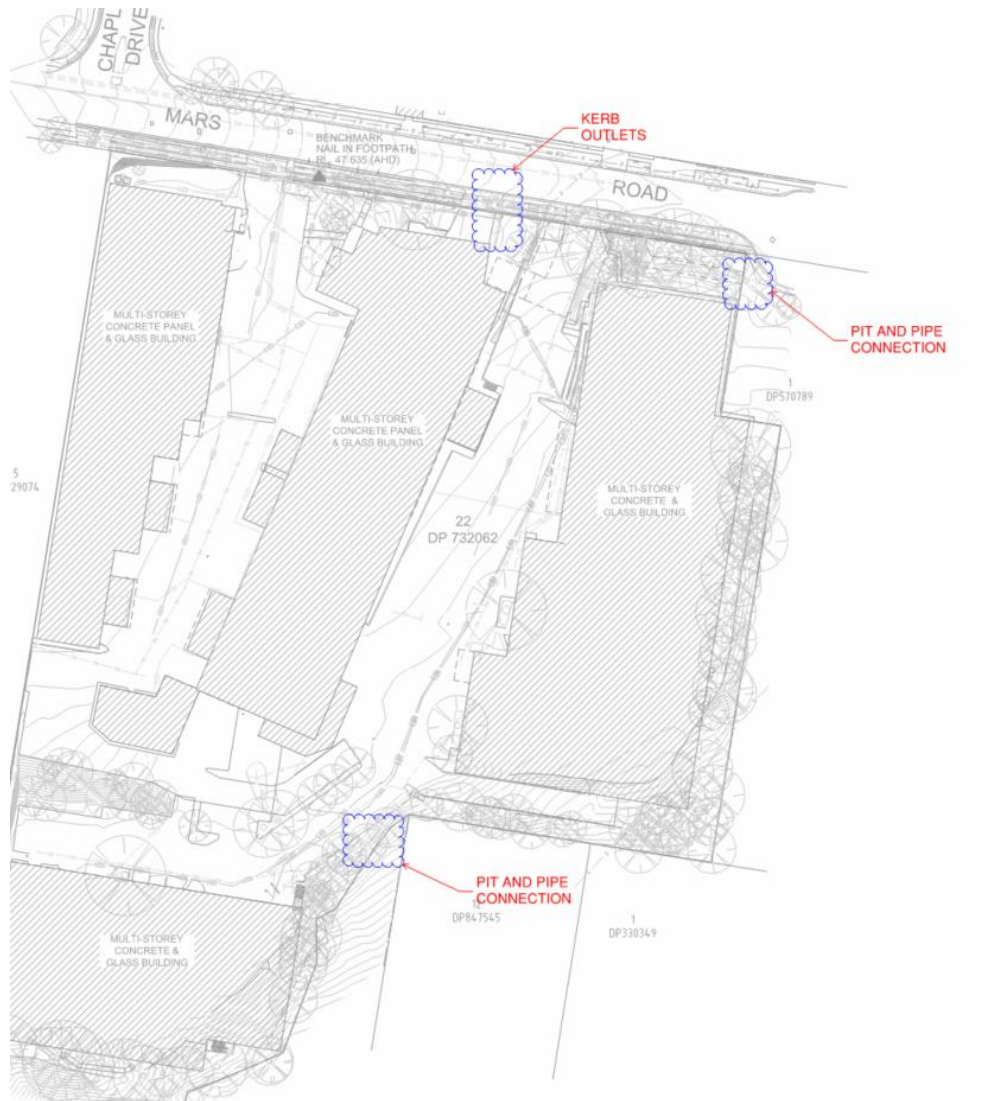 CHAPL
DRIVE
MARS
KERB
OUTLETS
BENCHMARK
NAIL IN FOOTPATH
RL. 47.635 (AHD)
ROAD
PIT AND PIPE
CONNECTION
MULTI-STOREY
CONCRETE PANEL
& GLASS BUILDING
1
DP570789
MULTI-STOREY
CONCRETE PANEL
& GLASS BUILDING
5
29074
MULTI-STOREY
CONCRETE &
GLASS BUILDING
22
DP 732062
PIT AND PIPE
CONNECTION
12
DP847545
1
DP330349
MULTI-STOREY
CONCRETE &
GLASS BUILDING